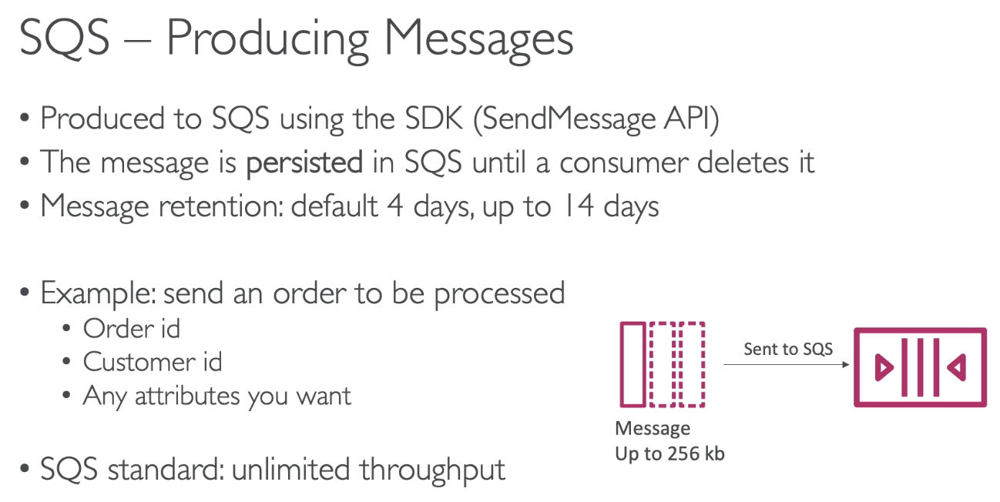 SQS – Producing Messages
• Produced to SQS using the SDK (SendMessage API)
• The message is persisted in SQS until a consumer deletes it
• Message retention: default 4 days, up to 14 days
• Example: send an order to be processed
• Order id
• Customer id
• Any attributes you want
• SQS standard: unlimited throughput
Sent to SQS
Message
Up to 256 kb